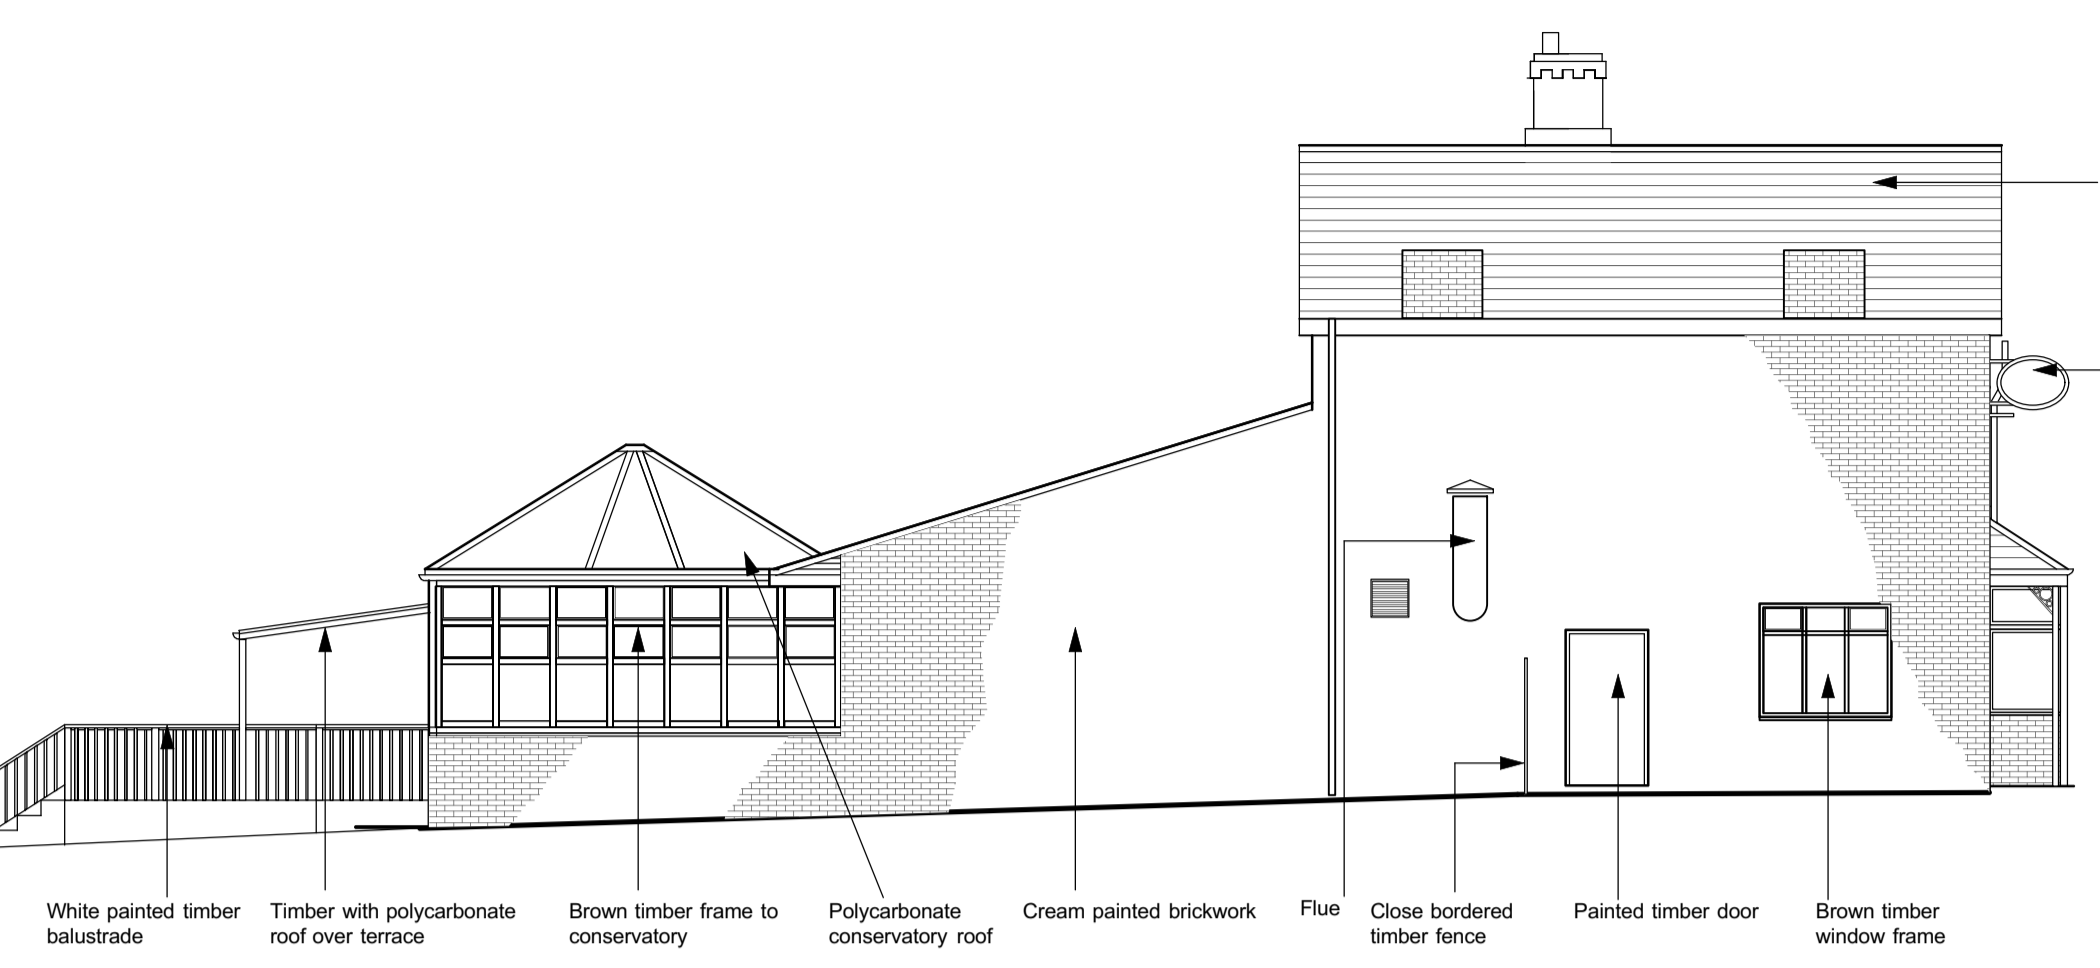 White painted timber
balustrade
Timber with polycarbonate
roof over terrace
Brown timber frame to
conservatory
Polycarbonate
conservatory roof
Cream painted brickwork
Flue
Close bordered
timber fence
Painted timber door
Brown timber
window frame